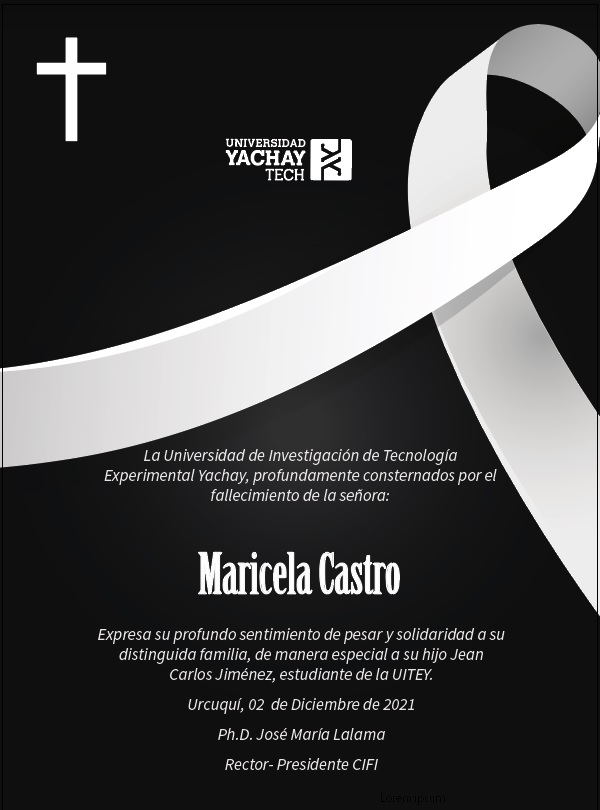 UNIVERSIDAD
YACHAY
TECH
La Universidad de Investigación de Tecnología
Experimental Yachay, profundamente consternados por el
fallecimiento de la señora:
Maricela Castro
Expresa su profundo sentimiento de pesar y solidaridad a su
distinguida familia, de manera especial a su hijo Jean
Carlos Jiménez, estudiante de la UITEY.
Urcuquí, 02 de Diciembre de 2021
Ph.D. José María Lalama
Rector- Presidente CIFI